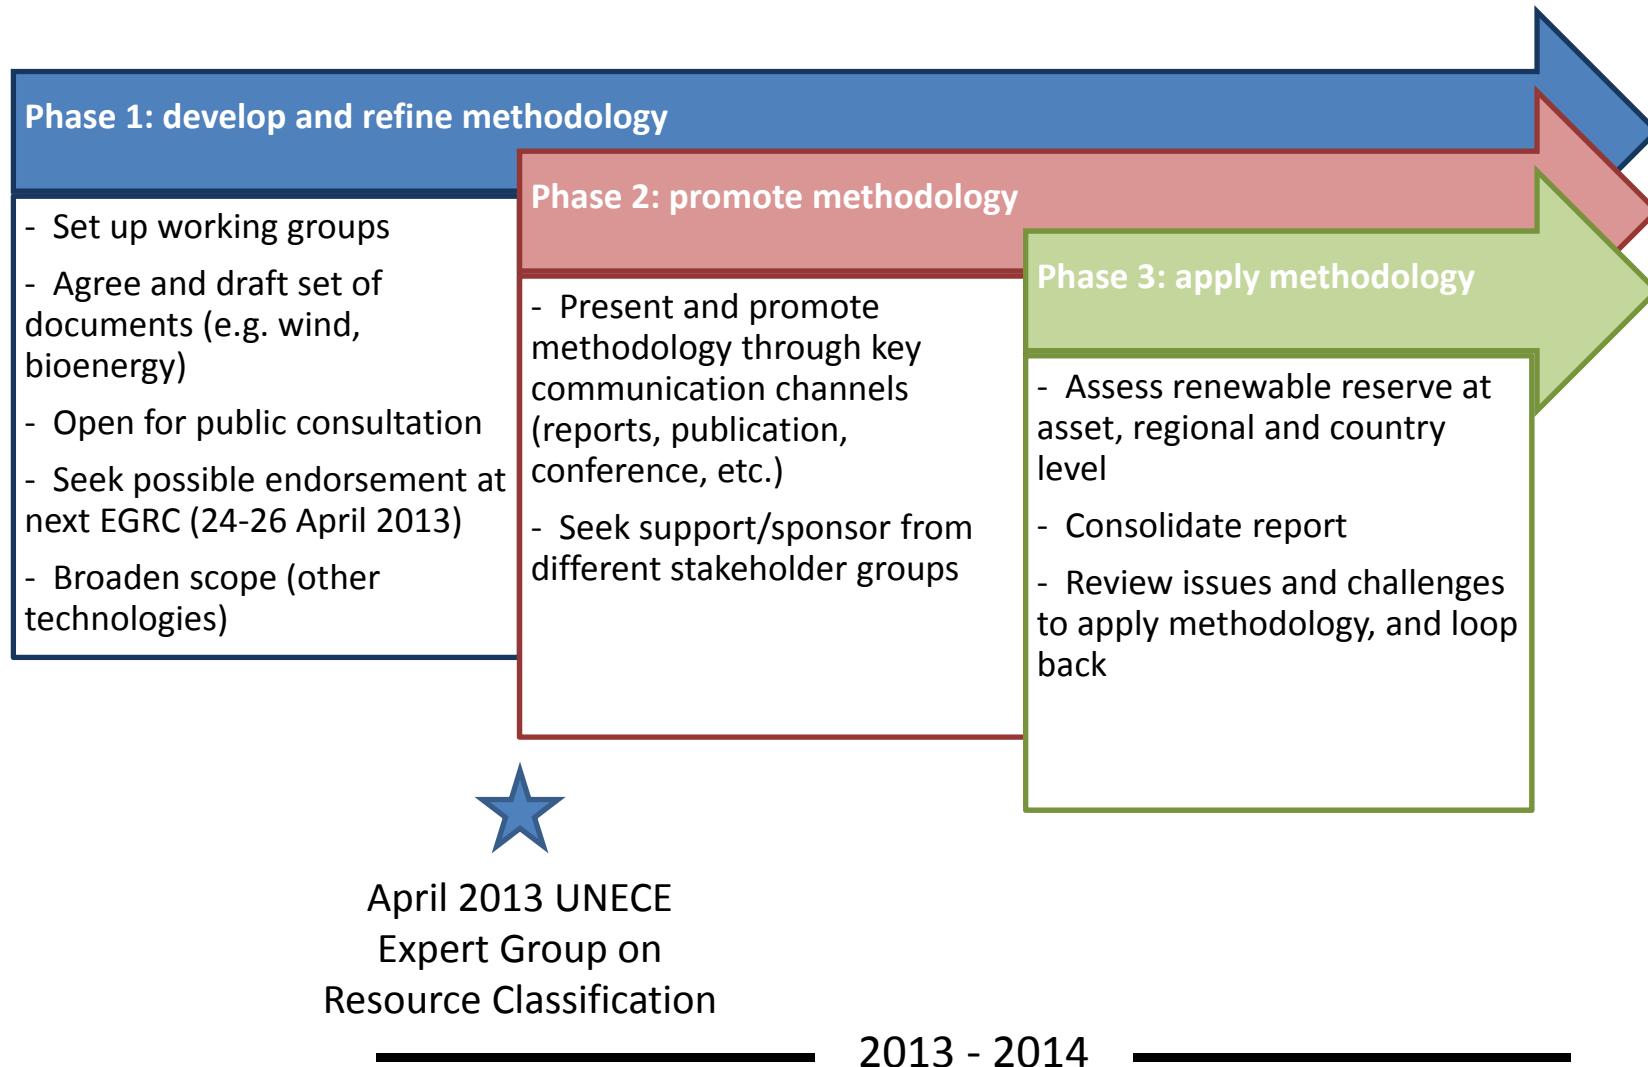 Phase 1: develop and refine methodology
- Set up working groups
- Agree and draft set of
documents (e.g. wind,
bioenergy)
- Open for public consultation
- Seek possible endorsement at
next EGRC (24-26 April 2013)
- Broaden scope (other
technologies)
Phase 2: promote methodology
- Present and promote
methodology through key
communication channels
(reports, publication,
conference, etc.)
- Seek support/sponsor from
different stakeholder groups
Phase 3: apply methodology
- Assess renewable reserve at
asset, regional and country
level
- Consolidate report
- Review issues and challenges
to apply methodology, and loop
back
April 2013 UNECE
Expert Group on
Resource Classification
2013 - 2014